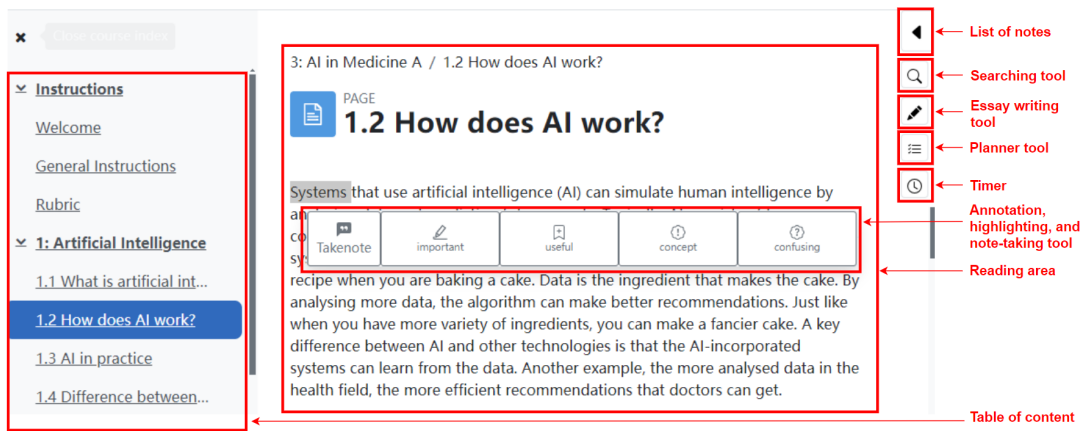 Close course index
Instructions
Welcome
General Instructions
Rubric
1: Artificial Intelligence
1.1 What is artificial int...
1.2 How does AI work?
1.3 AI in practice
1.4 Difference between...
3: AI in Medicine A / 1.2 How does AI work?
PAGE
1.2 How does AI work?
Systems that use artificial intelligence (AI) can simulate human intelligence by
Takenote
important
useful
concept
confusing
recipe when you are baking a cake. Data is the ingredient that makes the cake. By
analysing more data, the algorithm can make better recommendations. Just like
when you have more variety of ingredients, you can make a fancier cake. A key
difference between AI and other technologies is that the AI-incorporated
systems can learn from the data. Another example, the more analysed data in the
health field, the more efficient recommendations that doctors can get.
List of notes
Searching tool
Essay writing
tool
Planner tool
Timer
Annotation,
highlighting, and
note-taking tool
Reading area
Table of content